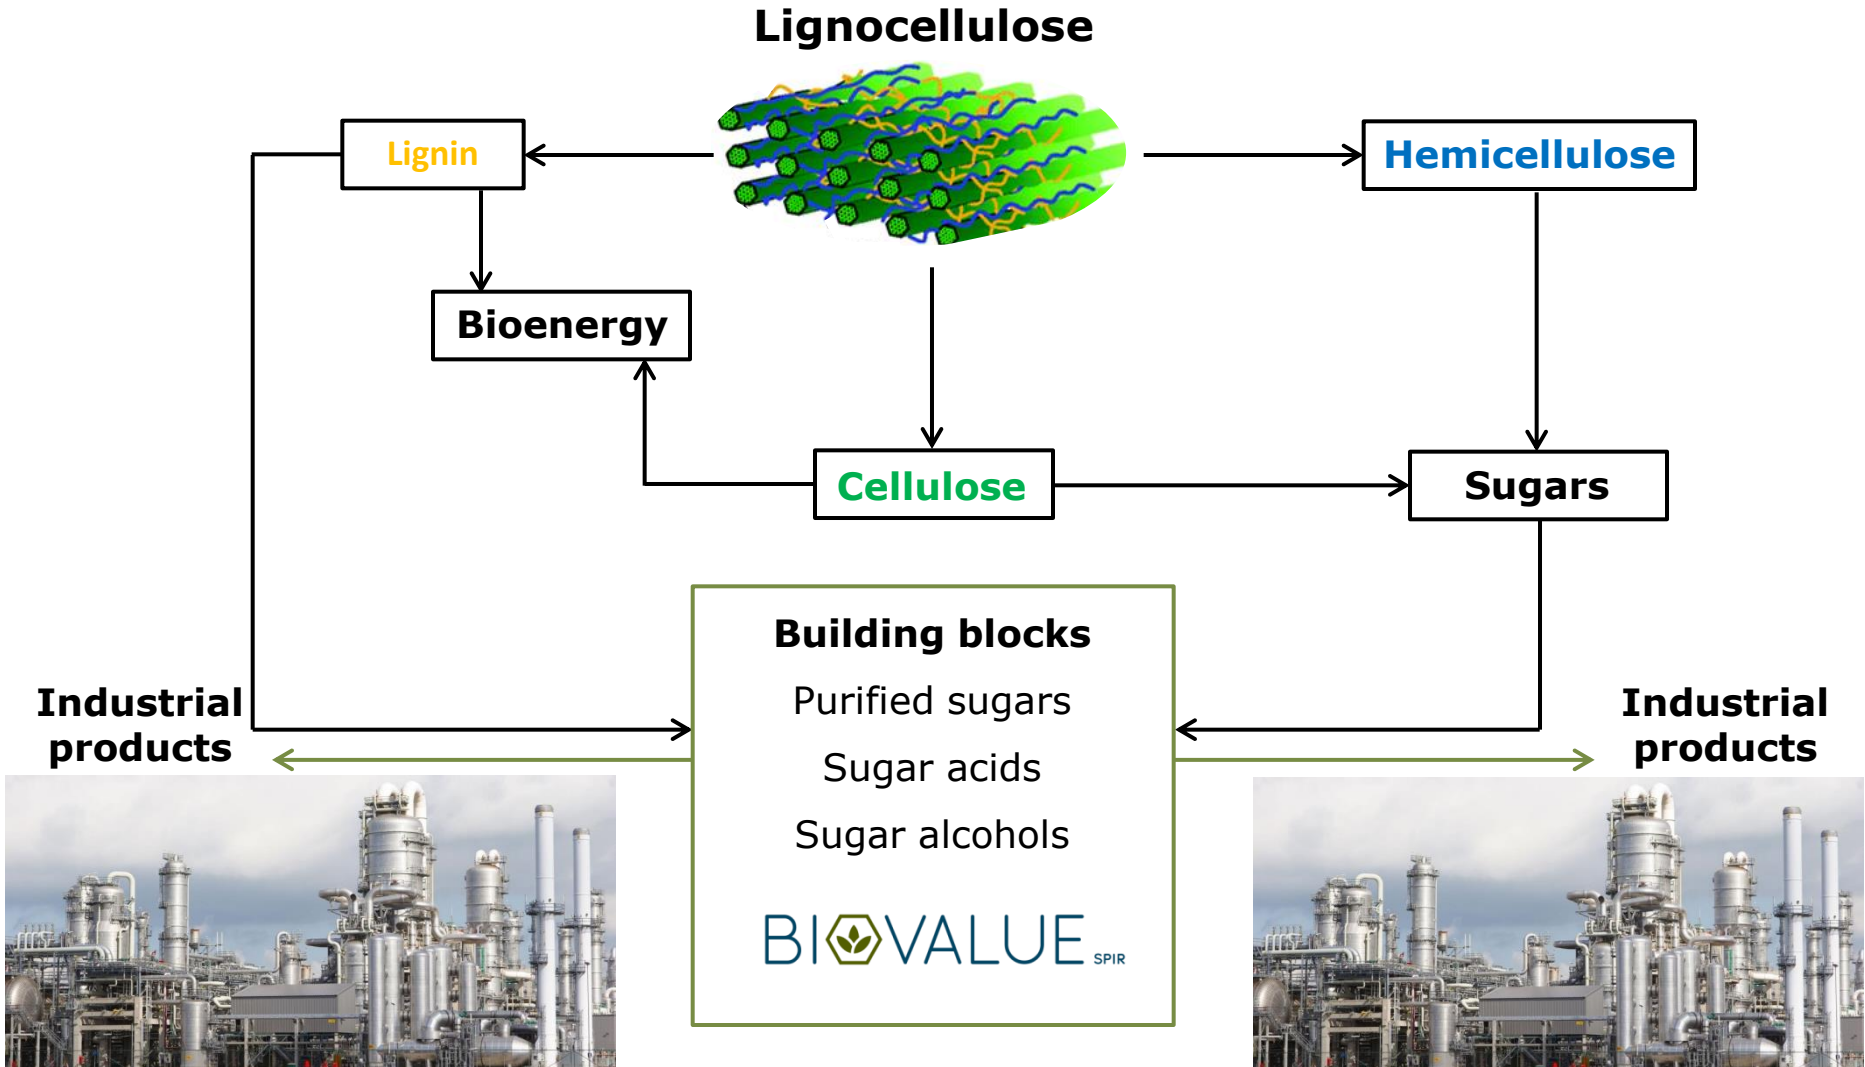 Lignocellulose
Lignin
Hemicellulose
Bioenergy
Cellulose
Sugars
Building blocks
Purified sugars
Sugar acids
Sugar alcohols
BIOVALUE SPIR
Industrial
products
Industrial
products